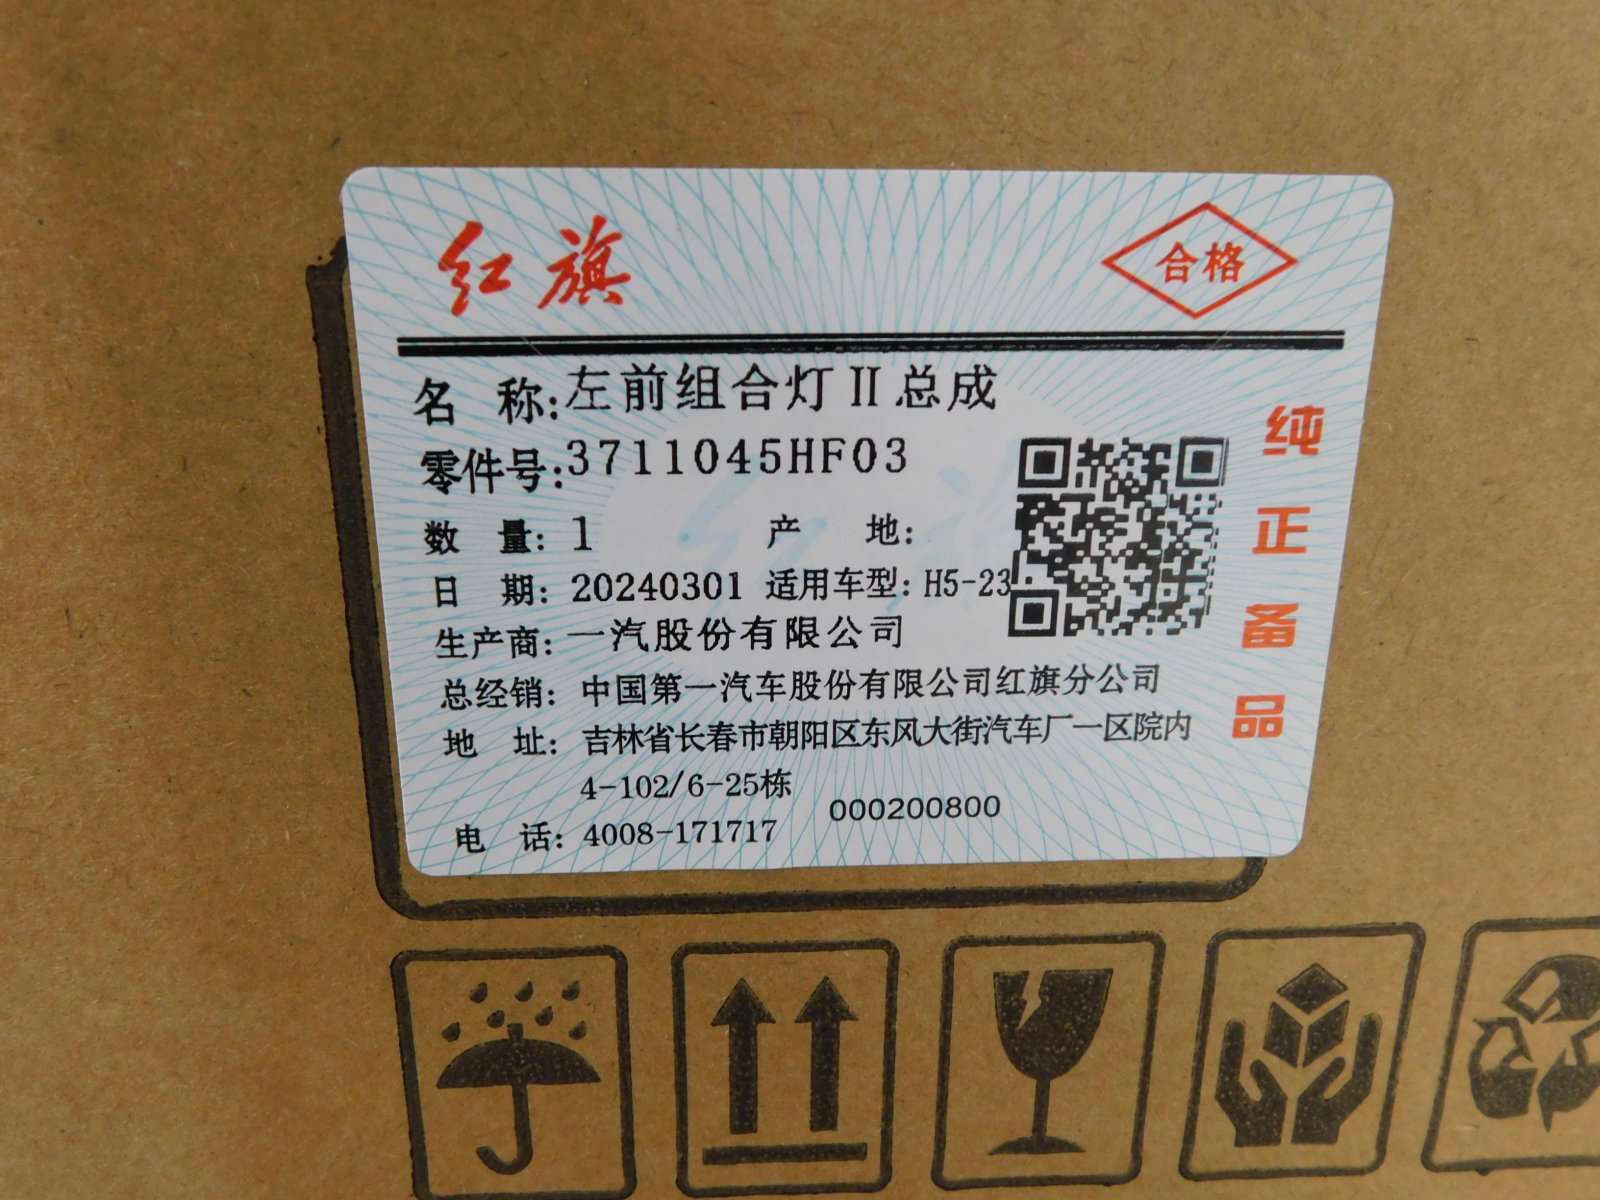 红旗
合格
名 称:左前组合灯II总成
零件号:3711045HF03
数 量: 1 产 地:
日 期: 20240301 适用车型: H5-23
生产商: 一汽股份有限公司
总经销: 中国第一汽车股份有限公司红旗分公司
地 址: 吉林省长春市朝阳区东风大街汽车厂一区院内
4-102/6-25栋
000200800
电 话: 4008-171717
纯正备品